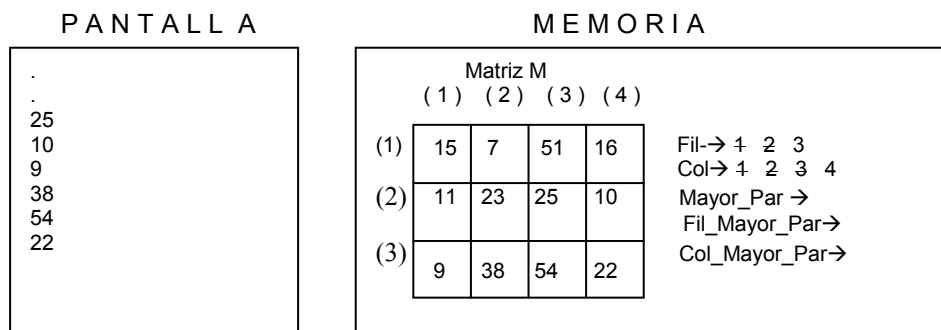 PANTALLA
.
.
25
10
9
38
54
22
MEMORIA
Matriz M
(1) (2) (3) (4)
(1) 15 7 51 16
(2) 11 23 25 10
(3) 9 38 54 22
Fil-→ 1 2 3
Col→ 1 2 3 4
Mayor_Par →
Fil_Mayor_Par→
Col_Mayor_Par→